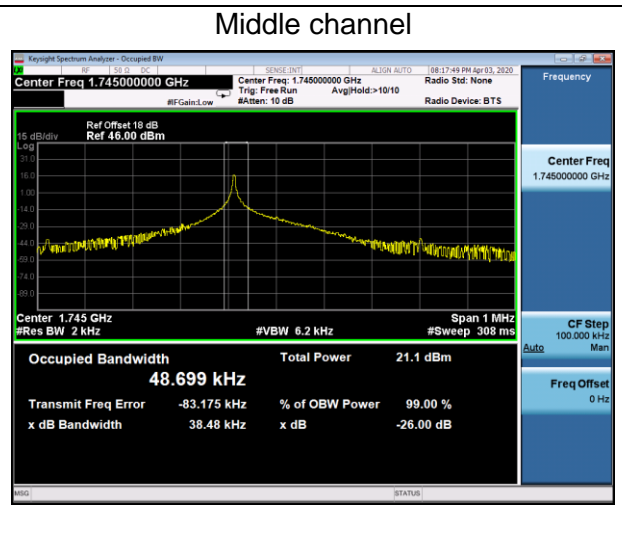 Middle channel
Keysight Spectrum Analyzer - Occupied BW
RF 50 Ω DC SENSE:INT ALIGN AUTO 08:17:49 PM Apr 03, 2020
Center Freq 1.745000000 GHz Center Freq: 1.745000000 GHz Radio Std: None Frequency
Trig: Free Run Avg|Hold:>10/10
#IFGain:Low #Atten: 10 dB Radio Device: BTS
Ref Offset 18 dB
15 dB/div Ref 46.00 dBm
Log
31.0
16.0
1.00
-14.0
-29.0
-44.0
-59.0
-74.0
-89.0
Center Freq
1.745000000 GHz
Center 1.745 GHz Span 1 MHz
#Res BW 2 kHz #VBW 6.2 kHz #Sweep 308 ms
CF Step
100.000 kHz
Auto Man
Occupied Bandwidth Total Power 21.1 dBm
48.699 kHz
Transmit Freq Error -83.175 kHz % of OBW Power 99.00 %
x dB Bandwidth 38.48 kHz x dB -26.00 dB
Freq Offset
0 Hz
MSG STATUS